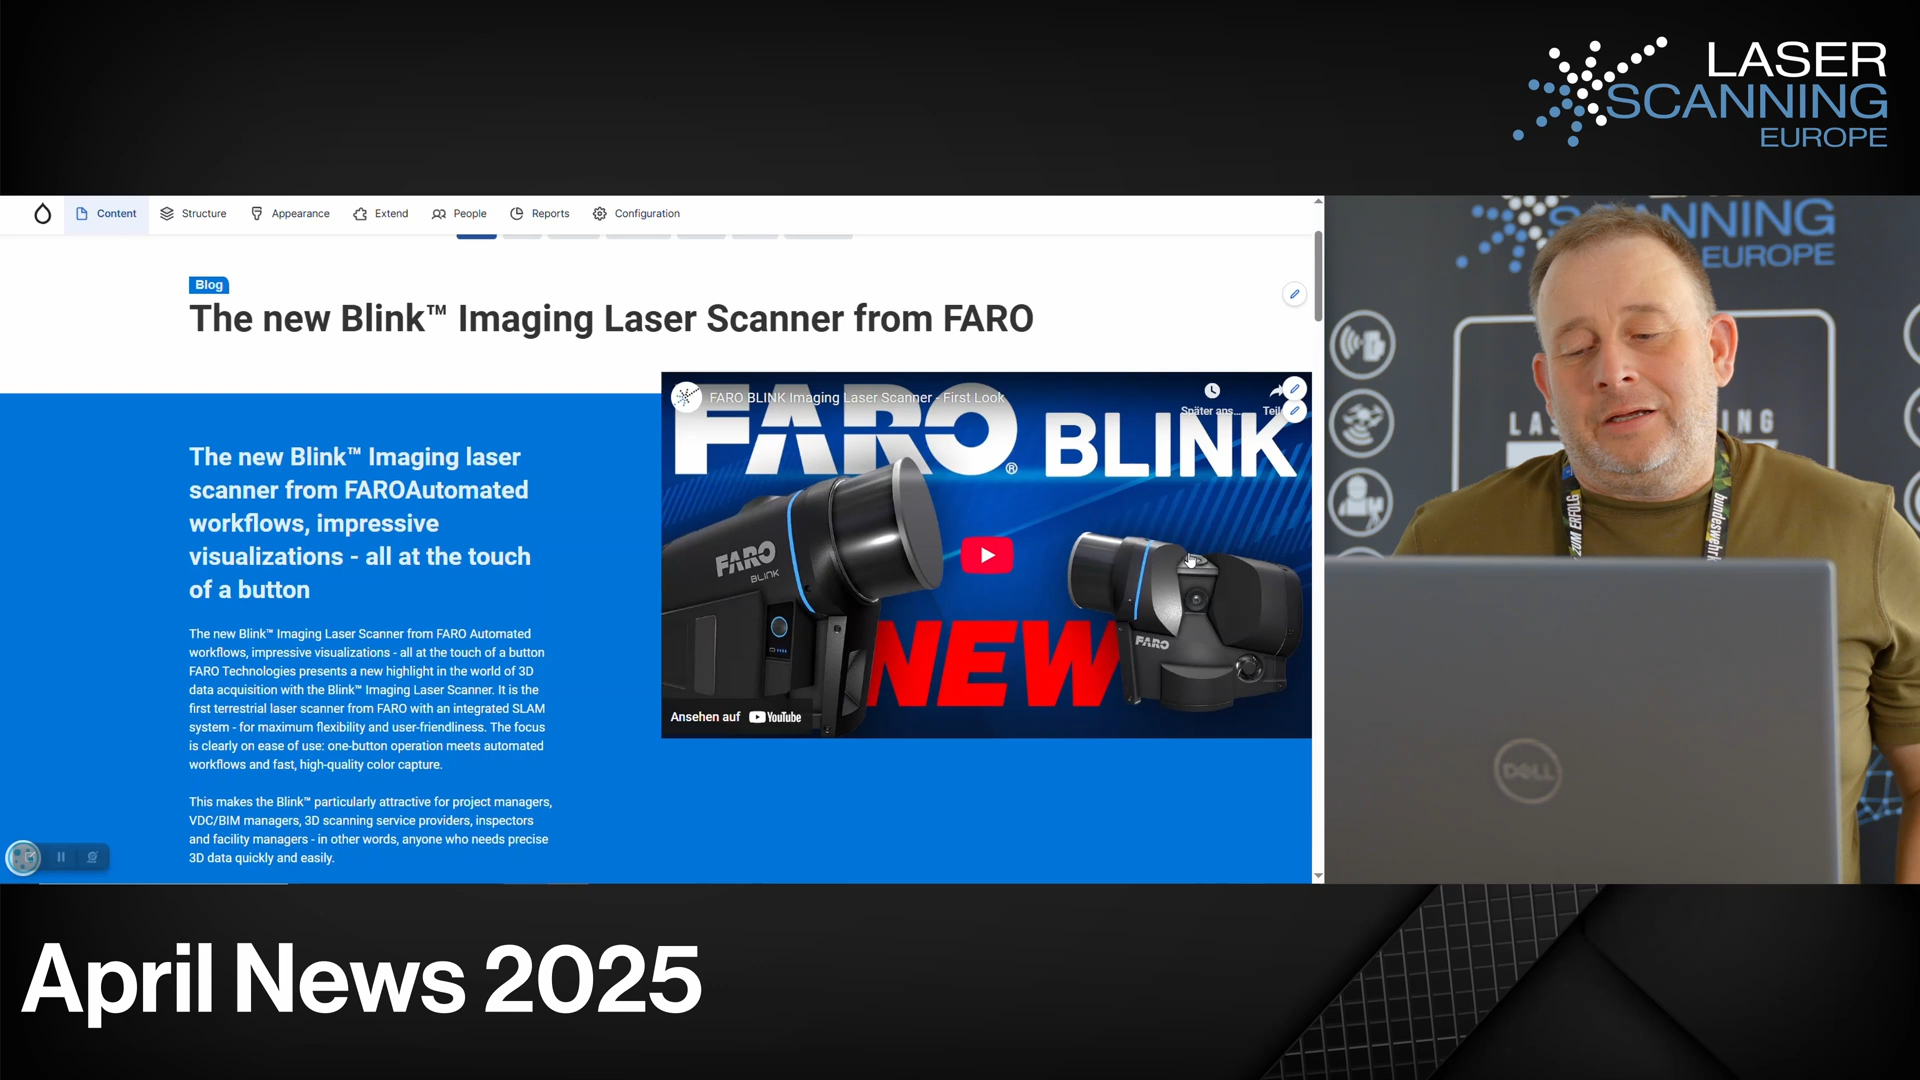 LASER
SCANNING
EUROPE
Content
Structure
Appearance
Extend
People
Reports
Configuration
Blog
The new Blink™ Imaging Laser Scanner from FARO
The new Blink™ Imaging laser
scanner from FAROAutomated
workflows, impressive
visualizations - all at the touch
of a button
The new Blink™ Imaging Laser Scanner from FARO Automated
workflows, impressive visualizations - all at the touch of a button
FARO Technologies presents a new highlight in the world of 3D
data acquisition with the Blink™ Imaging Laser Scanner. It is the
first terrestrial laser scanner from FARO with an integrated SLAM
system - for maximum flexibility and user-friendliness. The focus
is clearly on ease of use: one-button operation meets automated
workflows and fast, high-quality color capture.
This makes the Blink™ particularly attractive for project managers,
VDC/BIM managers, 3D scanning service providers, inspectors
and facility managers - in other words, anyone who needs precise
3D data quickly and easily.
FARO BLINK Imaging Laser Scanner - First Look
Später ans...
Teil
FARO® BLINK
FARO
BLINK
FARO
NEW
Ansehen auf YouTube
SCANNING
EUROPE
ZUM ERFOLG
bundeswehr
DELL
April News 2025